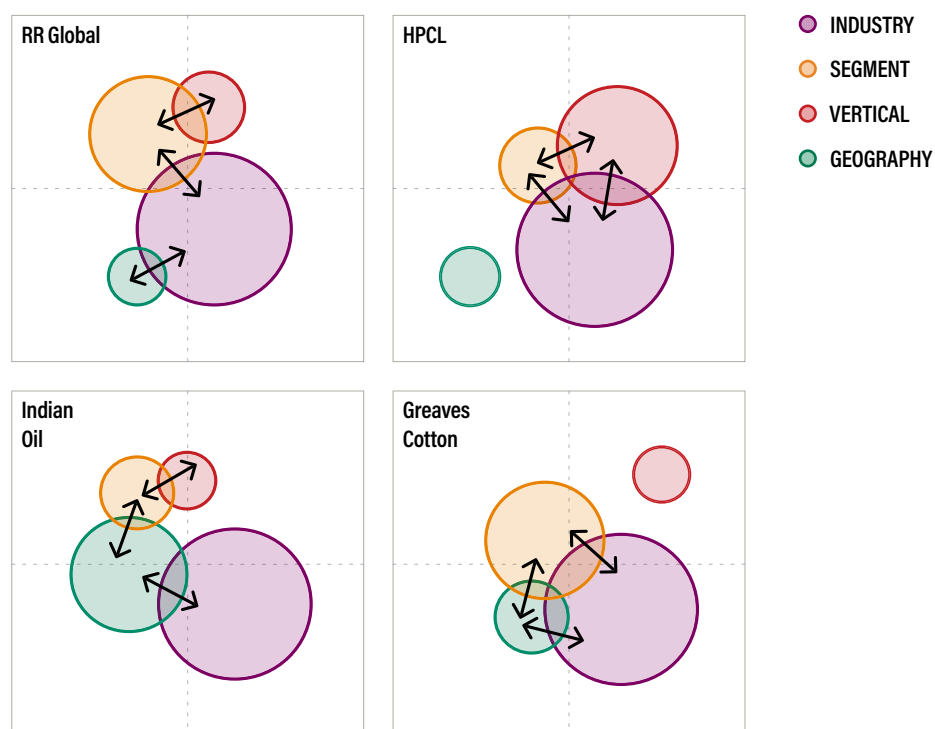 RR Global
HPCL
INDUSTRY
SEGMENT
VERTICAL
GEOGRAPHY
Indian
Oil
Greaves
Cotton